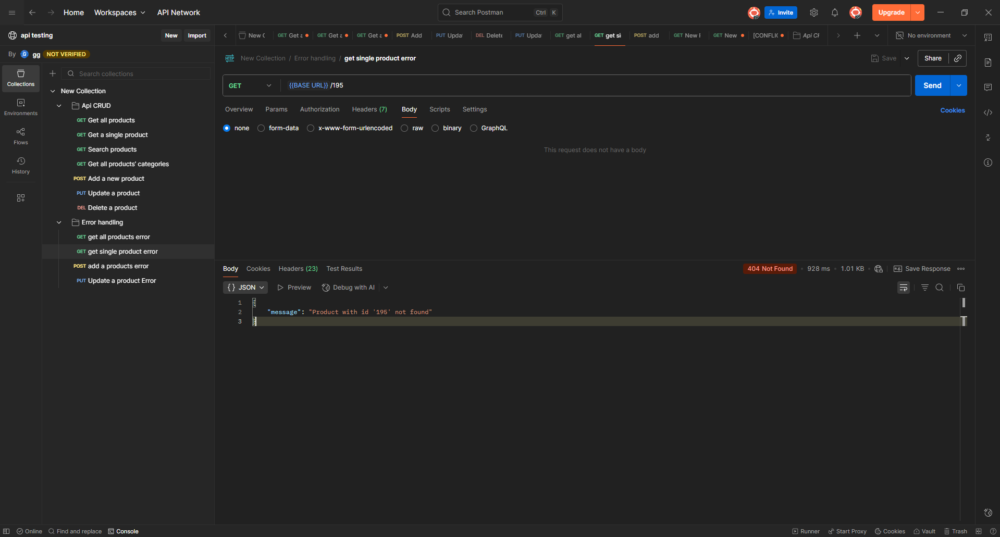 Home Workspaces API Network Search Postman Ctrl K Invite Upgrade
api testing New Import
New C GET Get a GET Get a GET Get a POST Add PUT Upda DEL Delete PUT Upda GET get al GET get si POST add GET New GET New [CONFLI Api CF No environment
By G gg NOT VERIFIED
HTTP New Collection / Error handling / get single product error Save Share
Collections
Search collections
GET {{BASE URL}} /195 Send
New Collection
Api CRUD
Overview Params Authorization Headers (7) Body Scripts Settings Cookies
Environments
GET Get all products
none form-data x-www-form-urlencoded raw binary GraphQL
GET Get a single product
Flows
GET Search products
This request does not have a body
GET Get all products’ categories
History
POST Add a new product
PUT Update a product
DEL Delete a product
Error handling
GET get all products error
GET get single product error
POST add a products error
PUT Update a product Error
Body Cookies Headers (23) Test Results 404 Not Found 928 ms 1.01 KB e.g. Save Response
{} JSON Preview Debug with AI
1 {
2 "message": "Product with id '195' not found"
3 }
Online Find and replace Console Runner Start Proxy Cookies Vault Trash